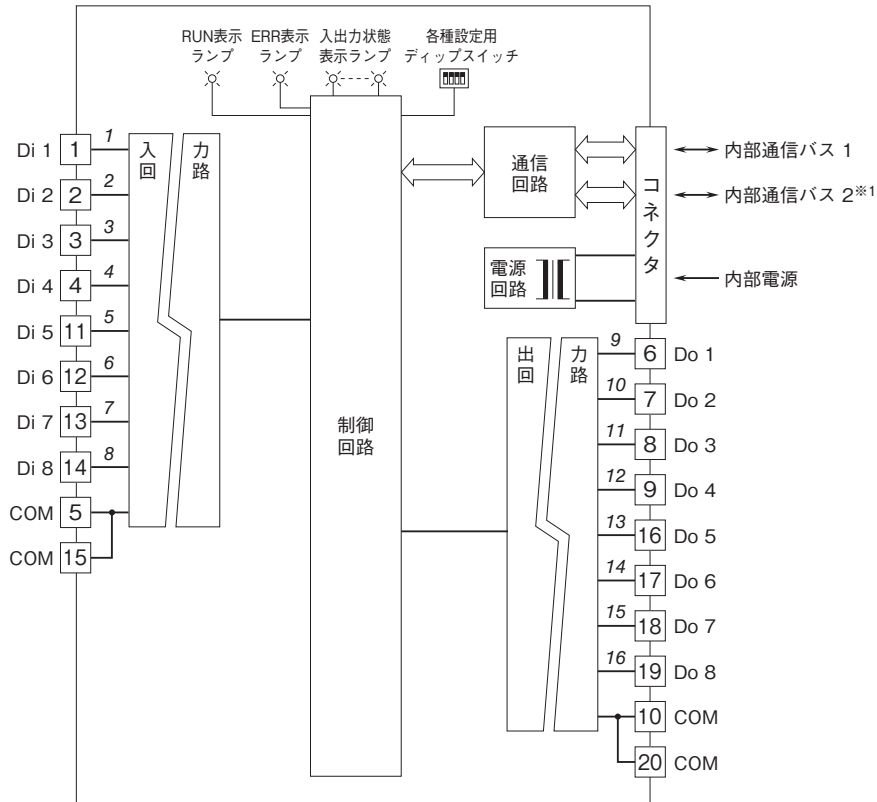 RUN表示
ランプ
ERR表示
ランプ
入出力状態
表示ランプ
各種設定用
ディップスイッチ
Di 1 1 1
Di 2 2 2
Di 3 3 3
Di 4 4 4
Di 5 11 5
Di 6 12 6
Di 7 13 7
Di 8 14 8
COM 5
COM 15
入力
回路
制御
回路
通信
回路
電源
回路
コネクタ
内部通信バス 1
内部通信バス 2※1
内部電源
出力
回路
9 6 Do 1
10 7 Do 2
11 8 Do 3
12 9 Do 4
13 16 Do 5
14 17 Do 6
15 18 Do 7
16 19 Do 8
10 COM
20 COM